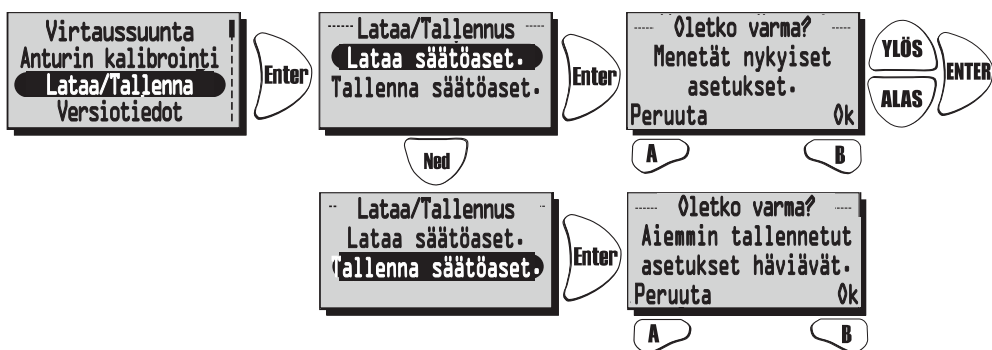 Virtaussuunta
Anturin kalibrointi
Lataa/Tallenna
Versiotiedot
Enter
Lataa/Tallennus
Lataa säätöaset.
Tallenna säätöaset.
Enter
Oletko varma?
Menetät nykyiset
asetukset.
Peruuta Ok
YLÖS
ALAS
ENTER
A
B
Ned
Lataa/Tallennus
Lataa säätöaset.
Tallenna säätöaset.
Enter
Oletko varma?
Aiemmin tallennetut
asetukset häviävät.
Peruuta Ok
A
B